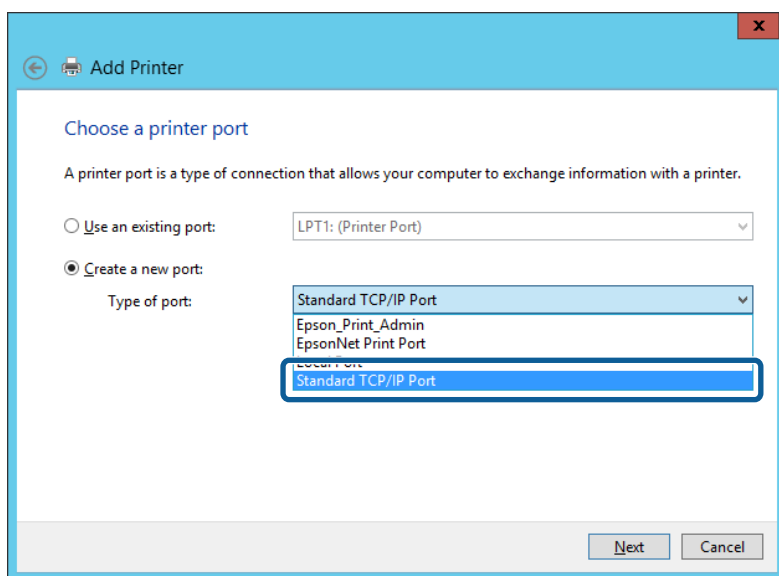 x
Add Printer
Choose a printer port
A printer port is a type of connection that allows your computer to exchange information with a printer.
Use an existing port:
LPT1: (Printer Port)
Create a new port:
Type of port:
Standard TCP/IP Port
Epson_Print_Admin
EpsonNet Print Port
Local Port
Standard TCP/IP Port
Next
Cancel